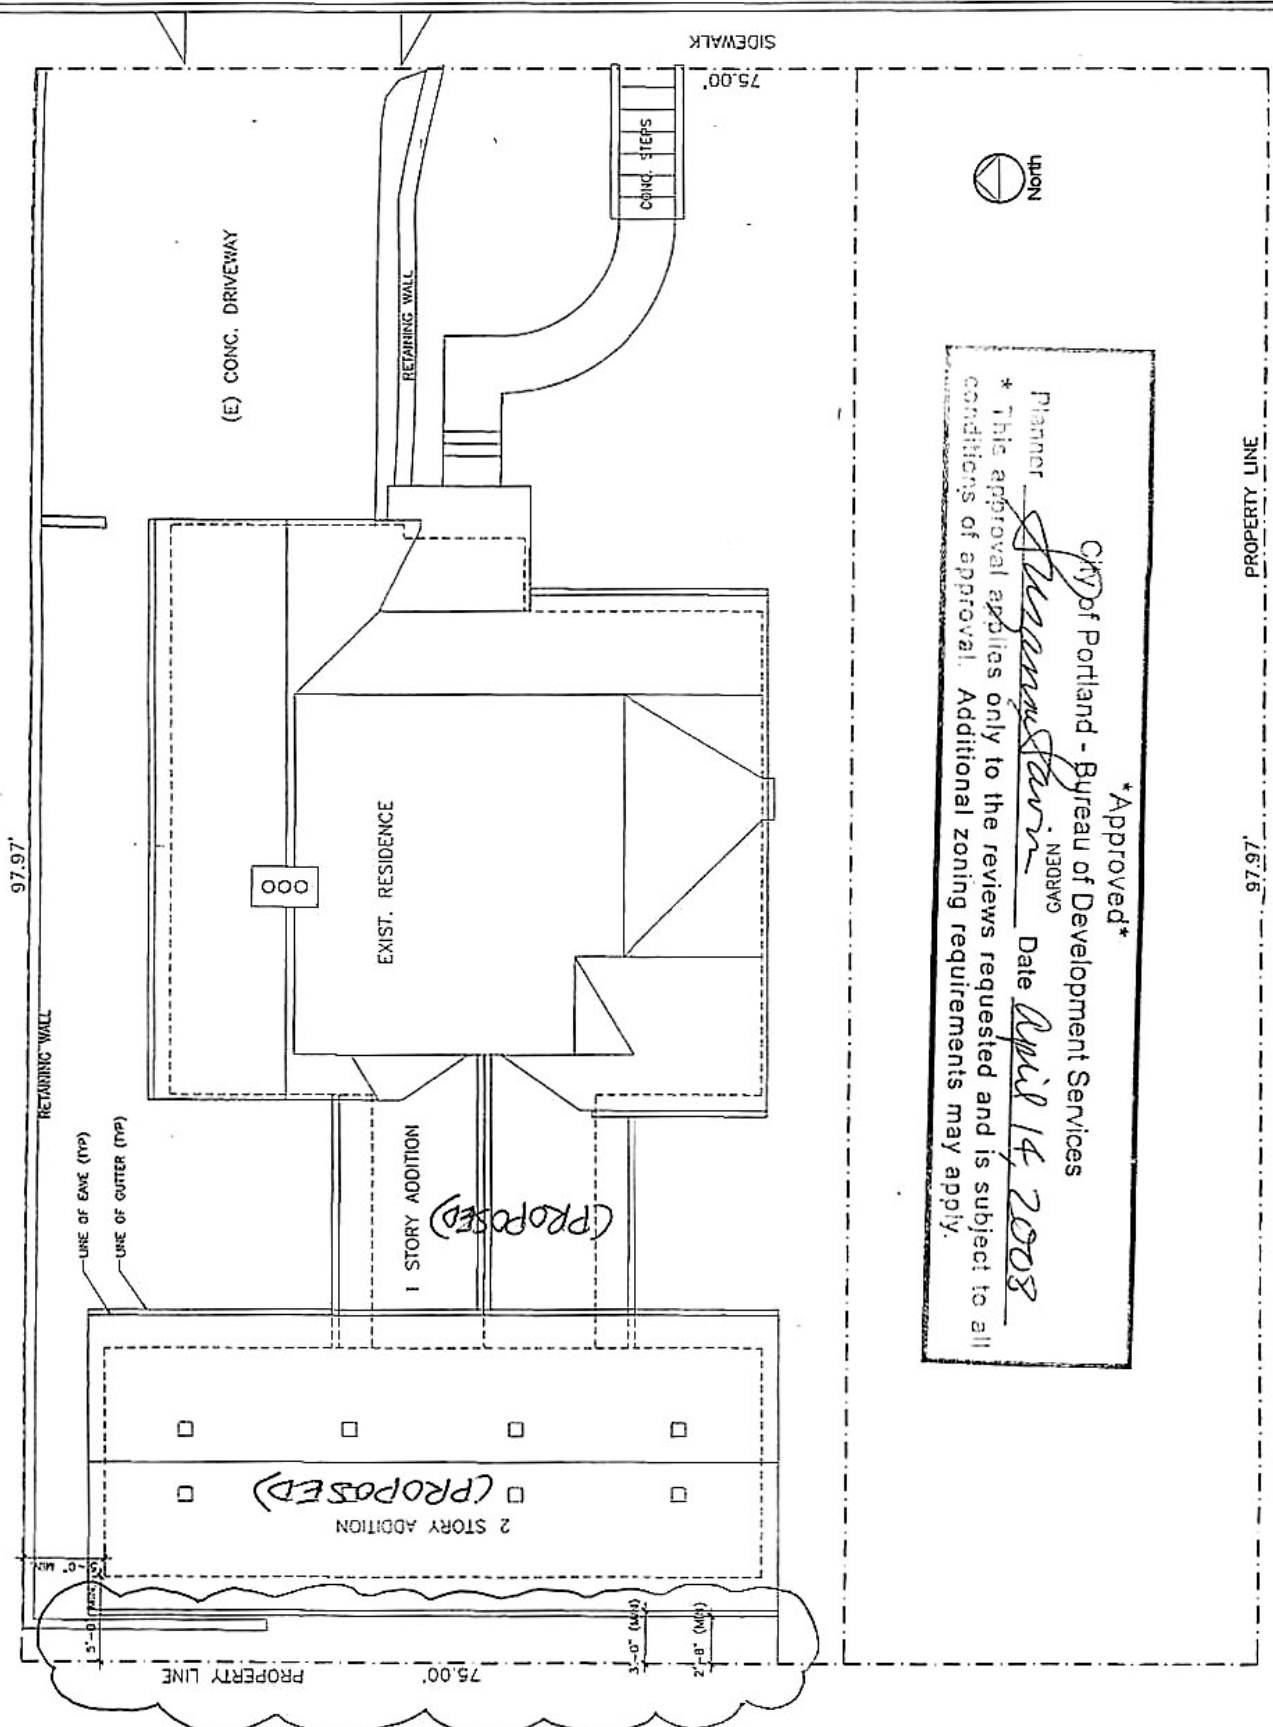 SIDEWALK
75.00'
CONC. STEPS
North
(E) CONC. DRIVEWAY
RETAINING WALL
PROPERTY LINE
97.97'
*Approved*
City of Portland - Bureau of Development Services
GARDEN
Planner Date April 14, 2008
* This approval applies only to the reviews requested and is subject to all
conditions of approval. Additional zoning requirements may apply.
EXIST. RESIDENCE
97.97'
RETAINING WALL
LINE OF EAVE (TYP)
LINE OF GUTTER (TYP)
1 STORY ADDITION
(PROPOSED)
(PROPOSED)
2 STORY ADDITION
5'-0" MIN.
5'-0" (MIN)
3'-0" (MIN)
2'-8" (MIN)
75.00'
PROPERTY LINE